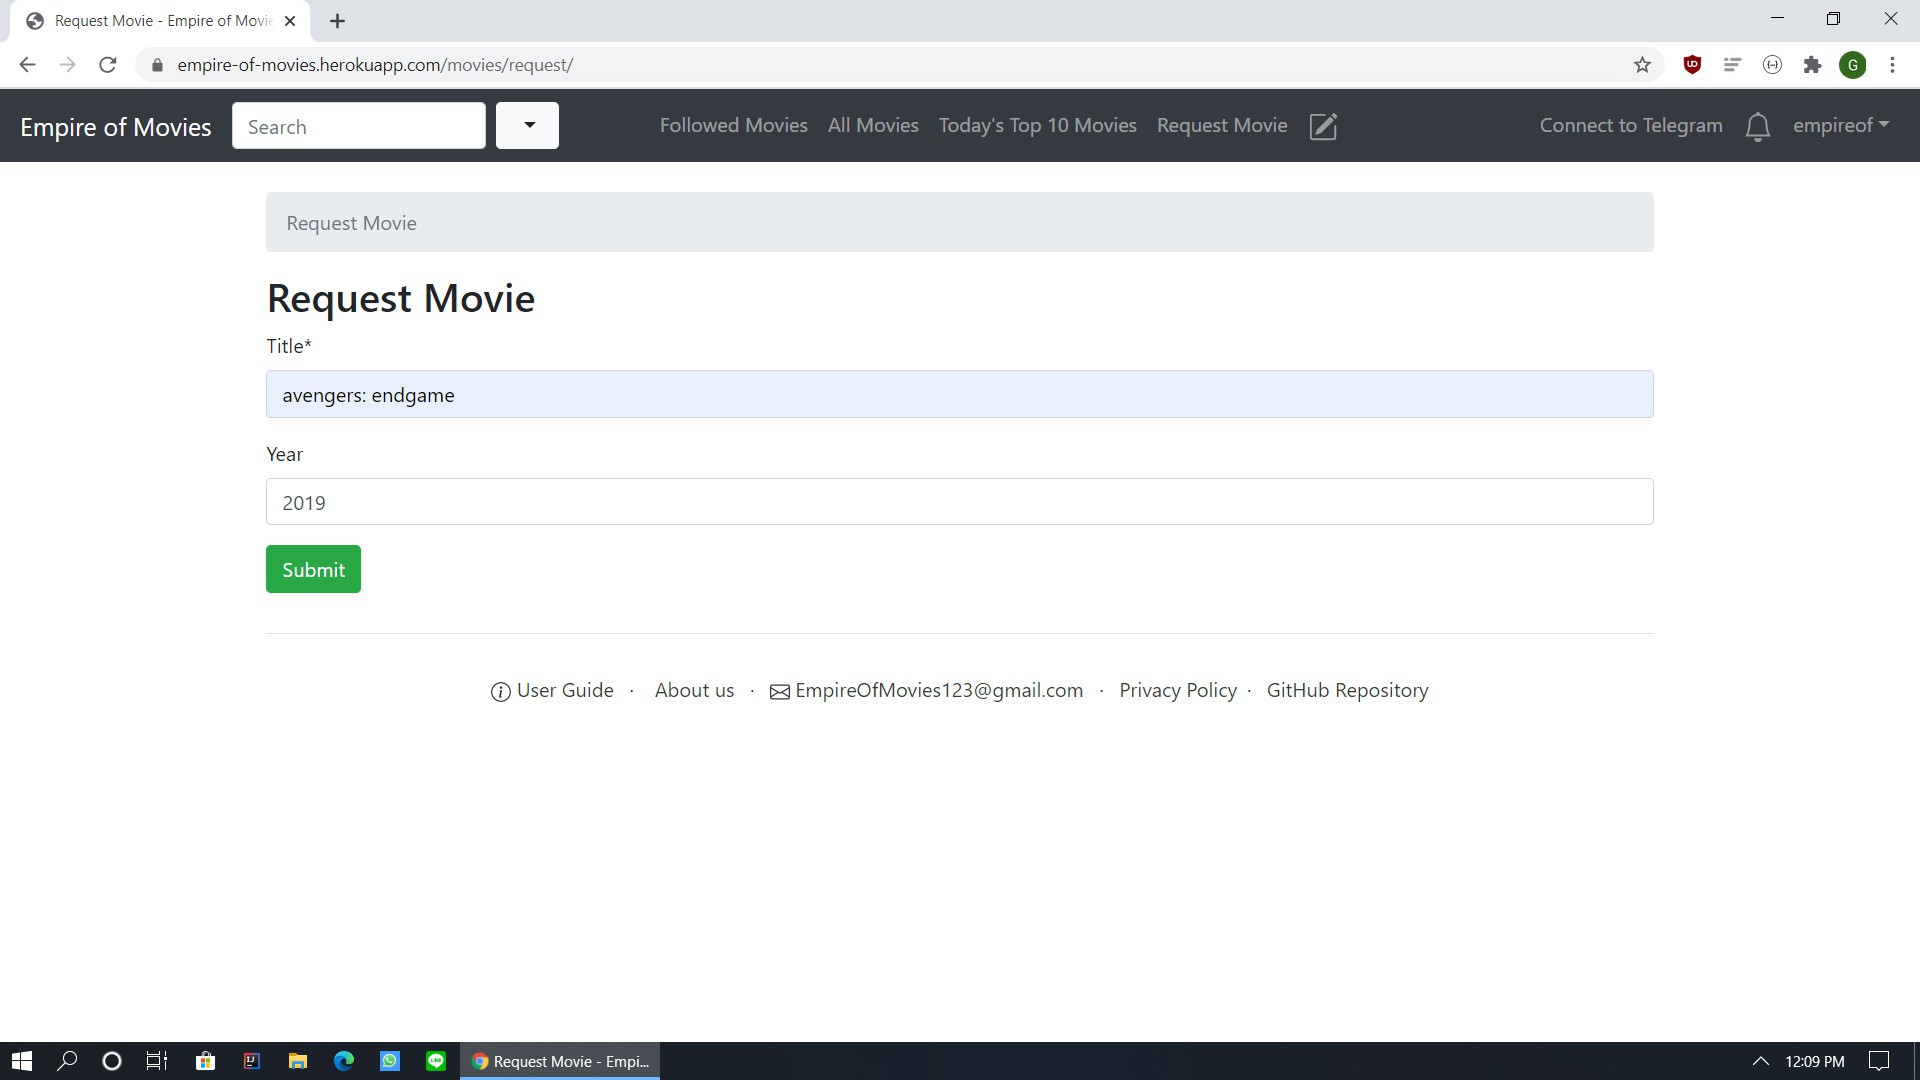 Request Movie - Empire of Movie
empire-of-movies.herokuapp.com/movies/request/
G
Empire of Movies
Search
Followed Movies
All Movies
Today's Top 10 Movies
Request Movie
Connect to Telegram
empireof
Request Movie
Request Movie
Title*
avengers: endgame
Year
2019
Submit
User Guide · About us · EmpireOfMovies123@gmail.com · Privacy Policy · GitHub Repository
Request Movie - Empi...
12:09 PM